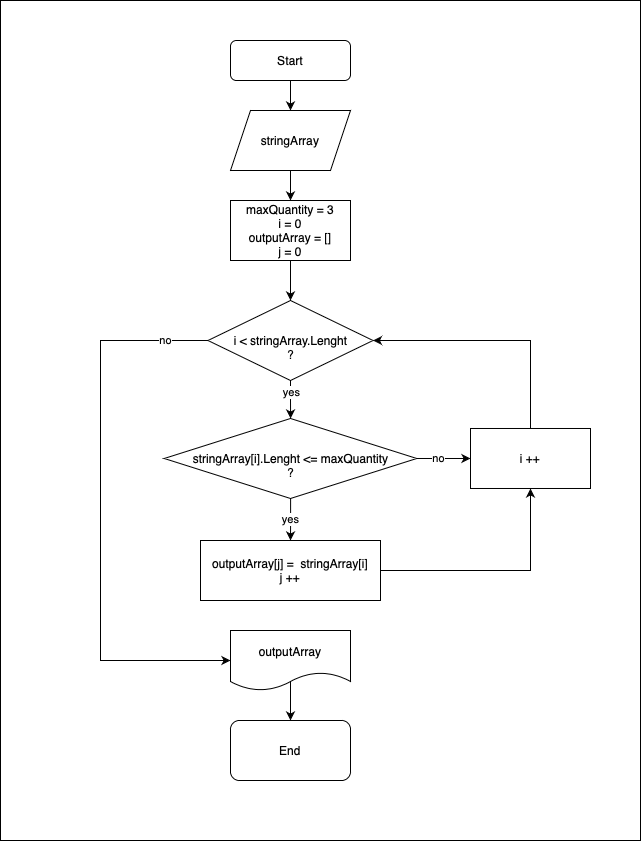 Start
stringArray
maxQuantity = 3
i = 0
outputArray = []
j = 0
i < stringArray.Lenght
?
no
yes
stringArray[i].Lenght <= maxQuantity
?
no
i ++
yes
outputArray[j] = stringArray[i]
j ++
outputArray
End